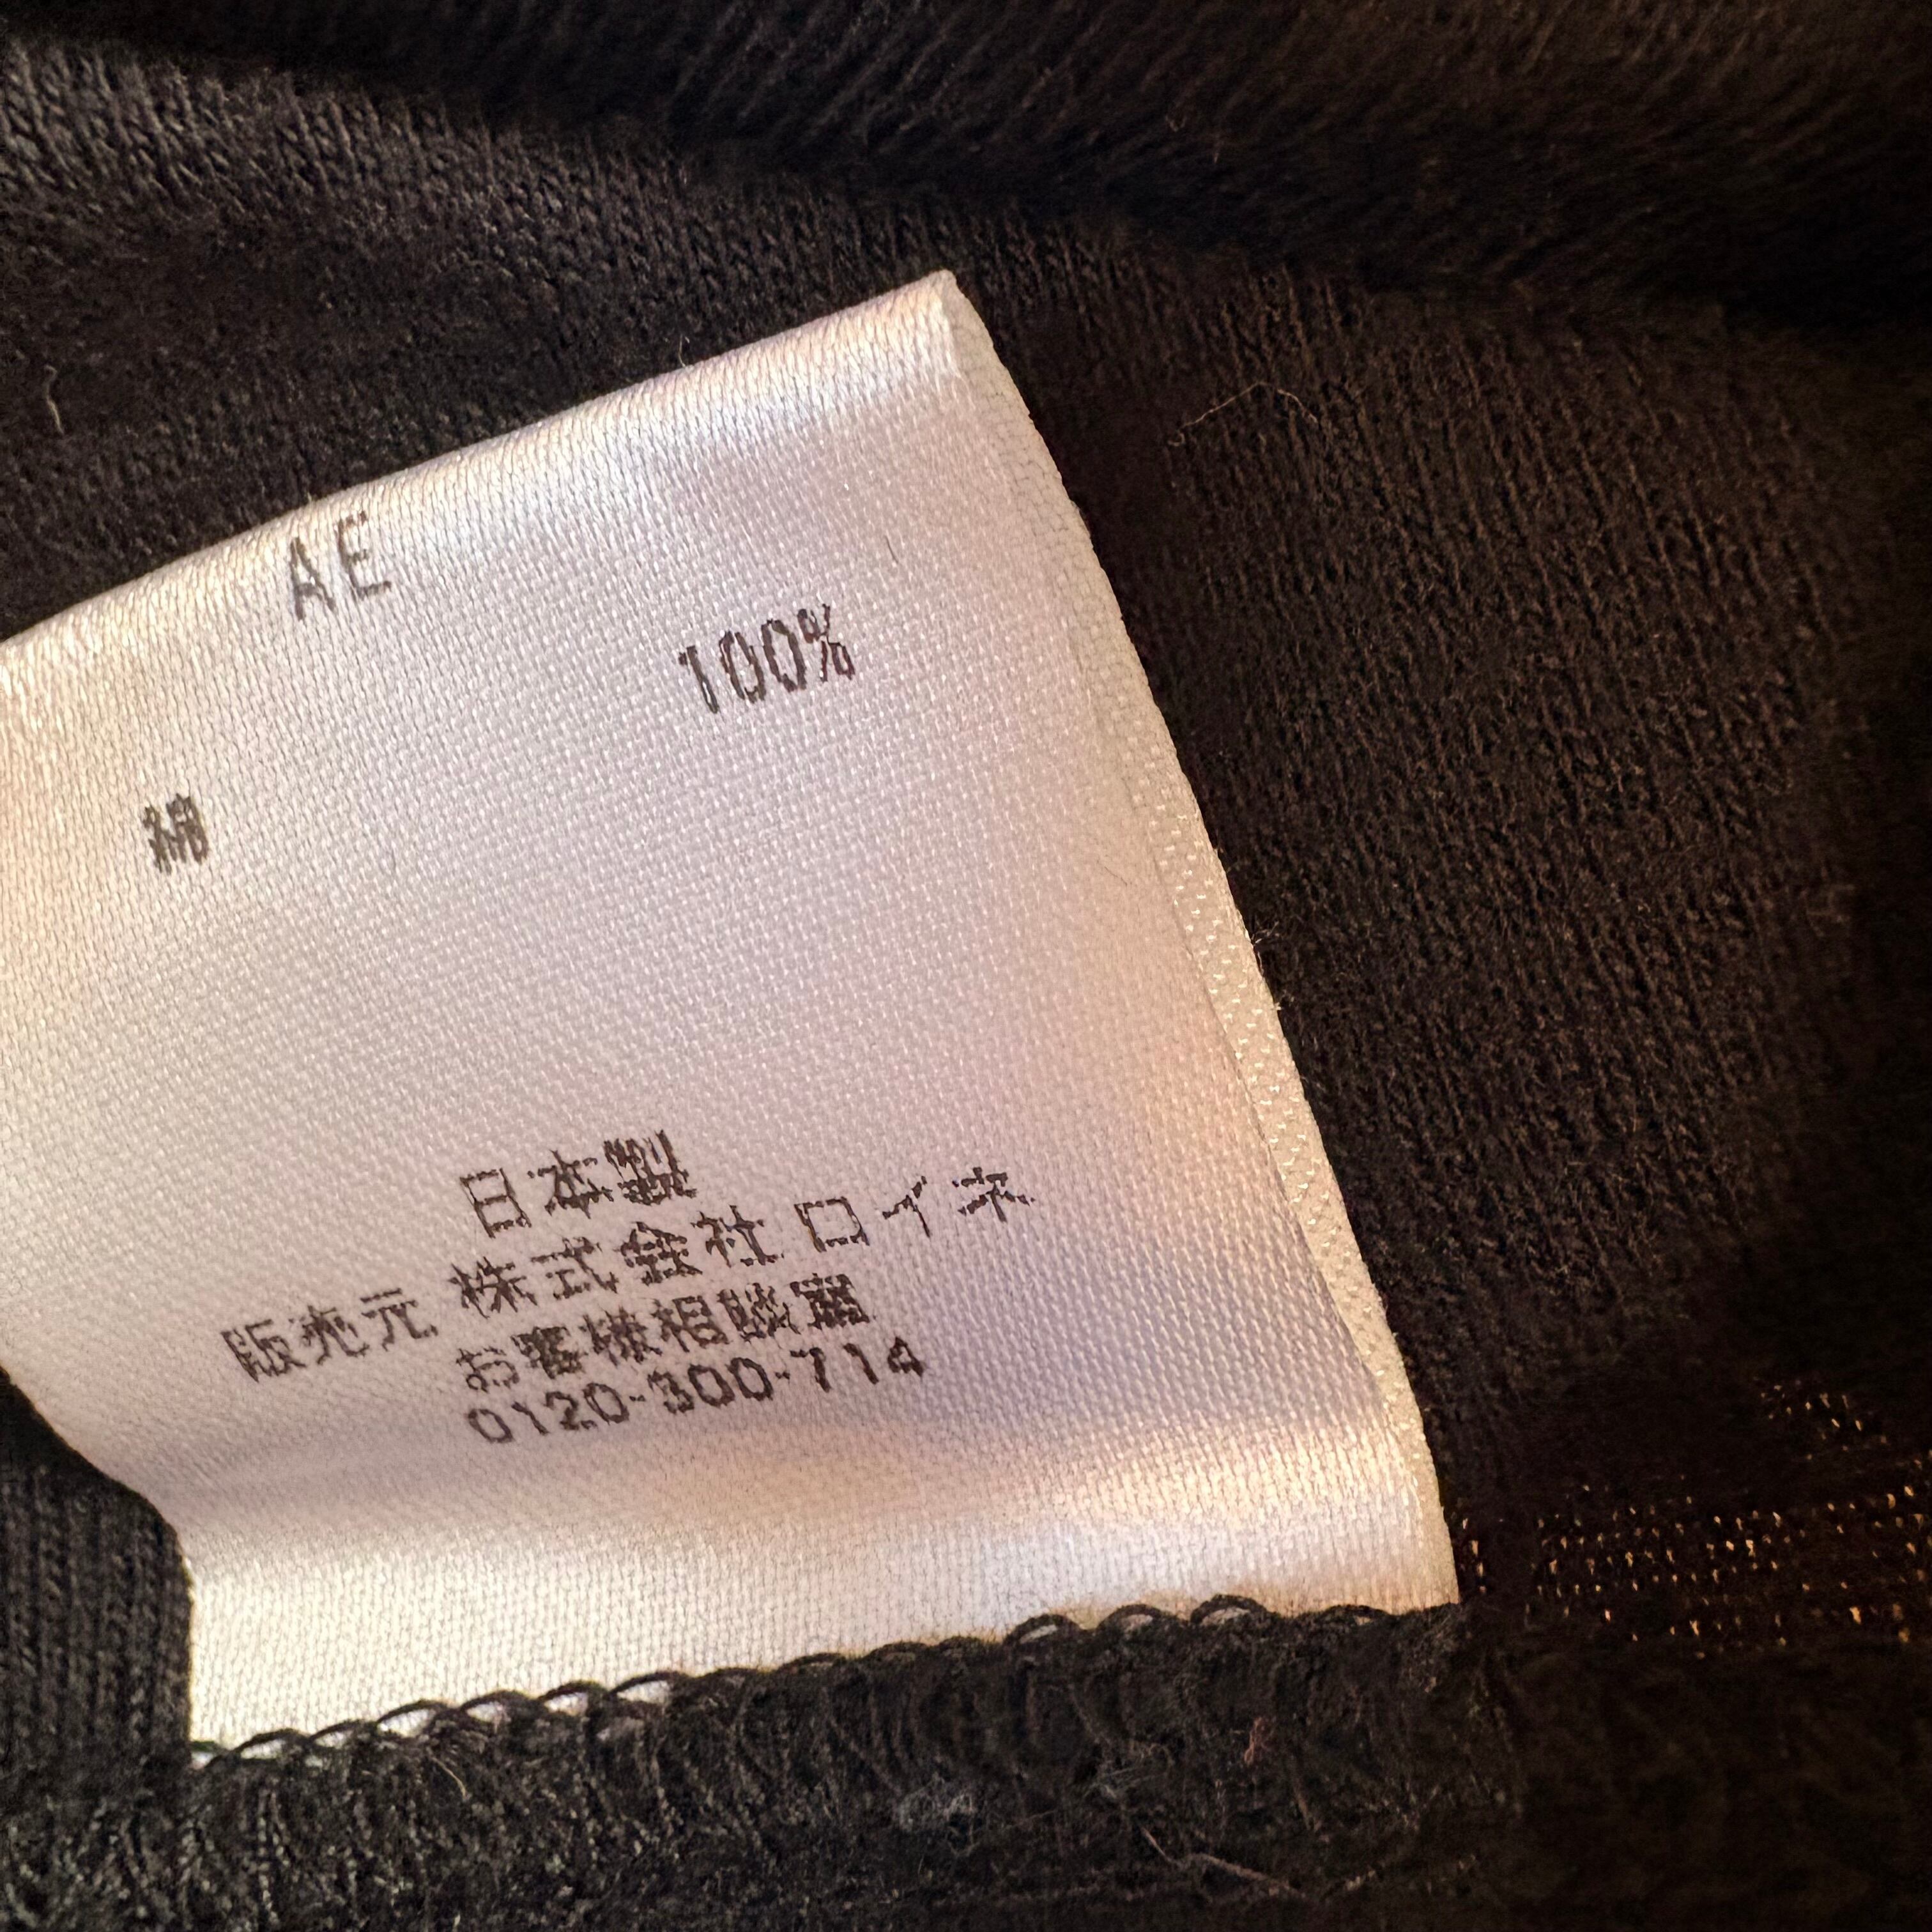 AE
綿 100%
日本製
販売元 株式会社 ロイネ
お客様相談室
0120-300-714